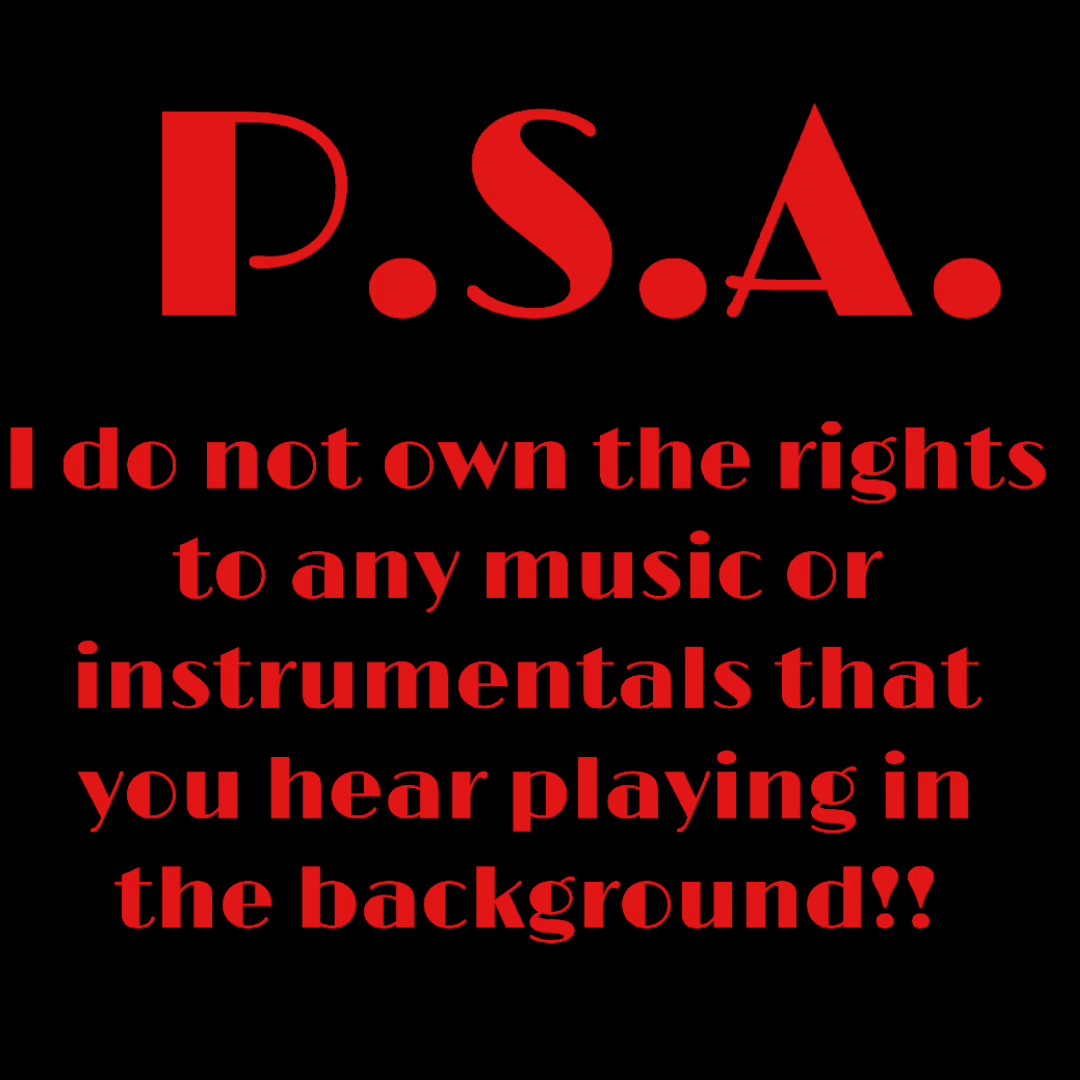 P.S.A.
I do not own the rights
to any music or
instrumentals that
you hear playing in
the background!!